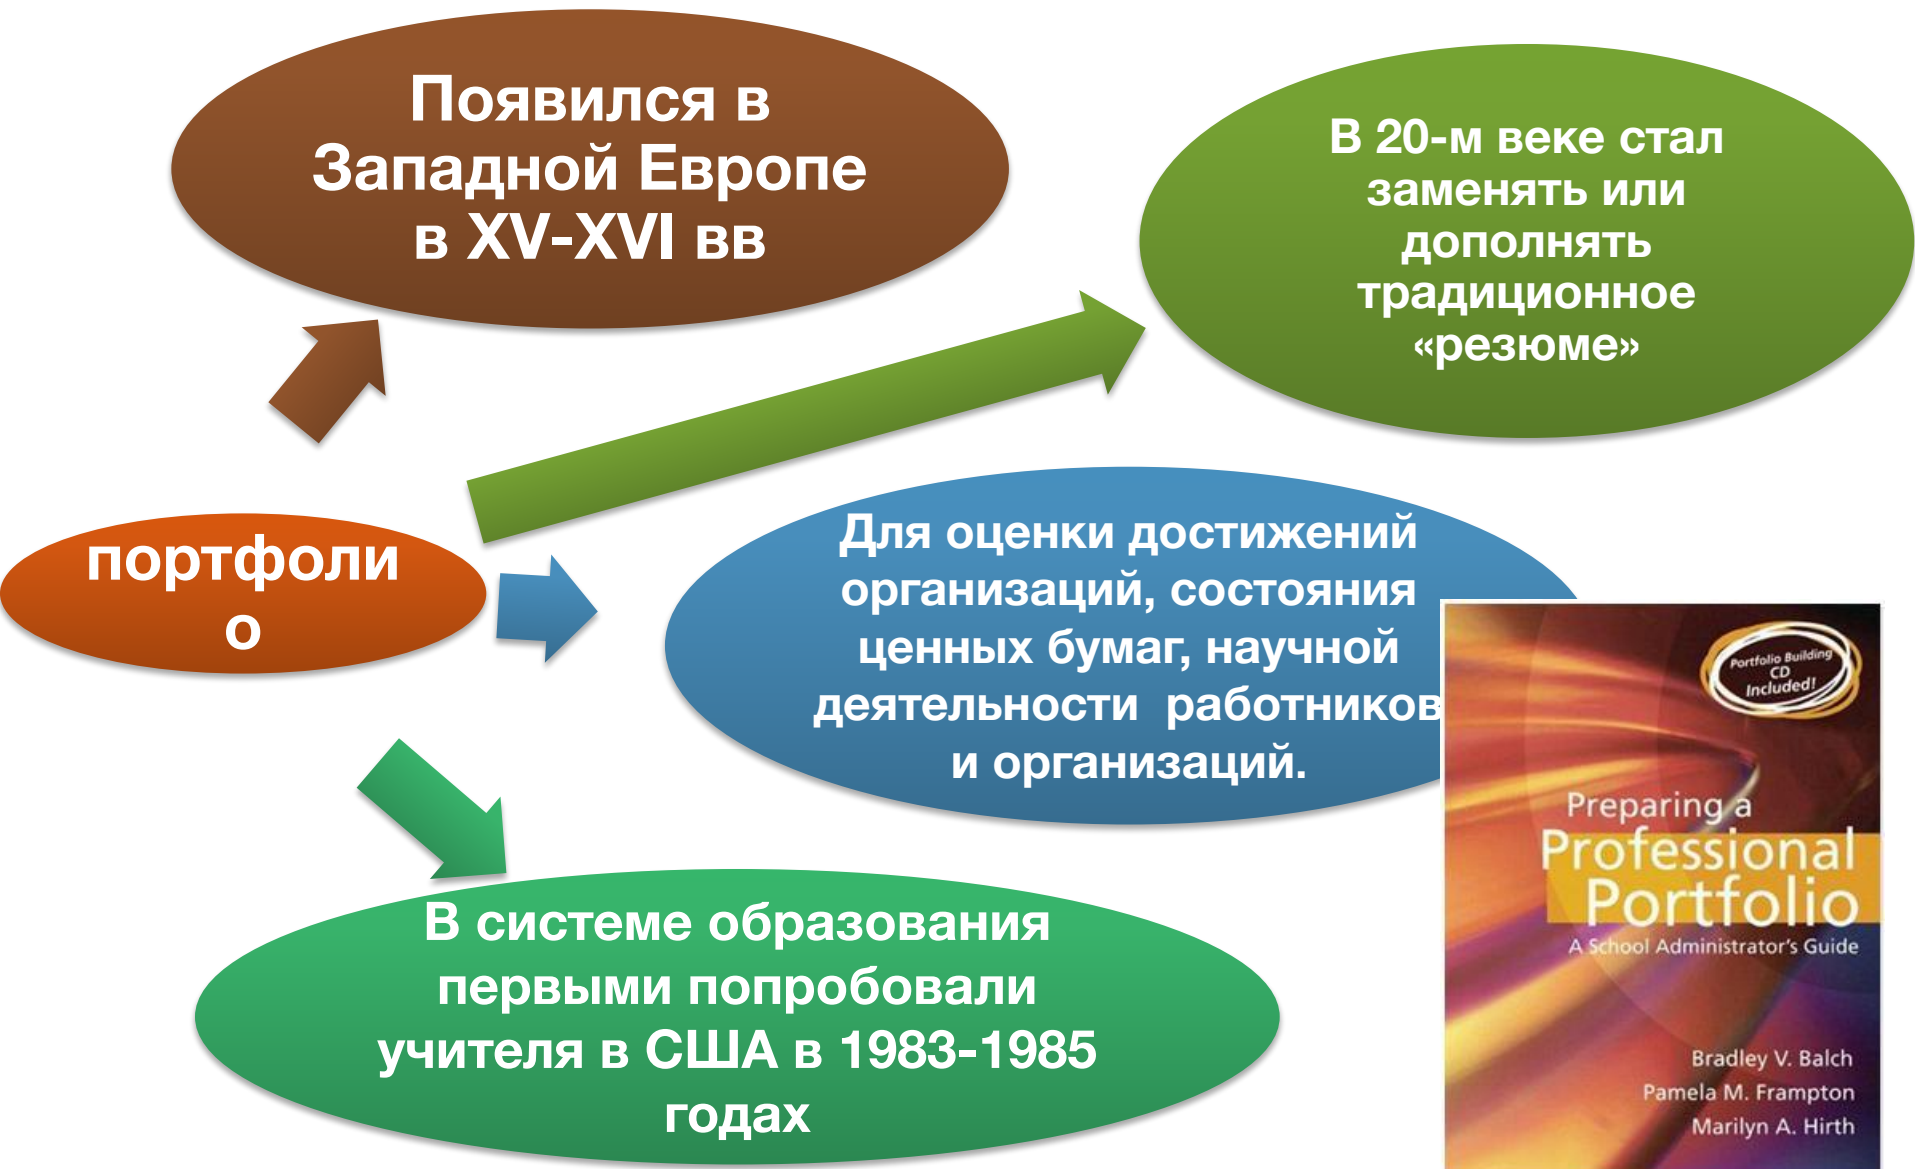 Появился в
Западной Европе
в XV-XVI вв
В 20-м веке стал
заменять или
дополнять
традиционное
«резюме»
портфоли
о
Для оценки достижений
организаций, состояния
ценных бумаг, научной
деятельности работников
и организаций.
В системе образования
первыми попробовали
учителя в США в 1983-1985
годах
Portfolio Building
CD
Included!
Preparing a
Professional
Portfolio
A School Administrator's Guide
Bradley V. Balch
Pamela M. Frampton
Marilyn A. Hirth